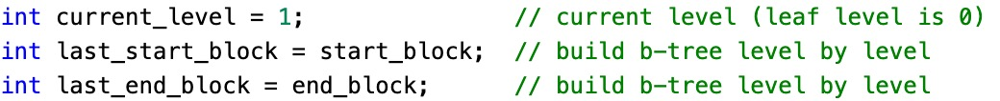 int current_level = 1;               // current level (leaf level is 0)
int last_start_block = start_block;  // build b-tree level by level
int last_end_block = end_block;      // build b-tree level by level